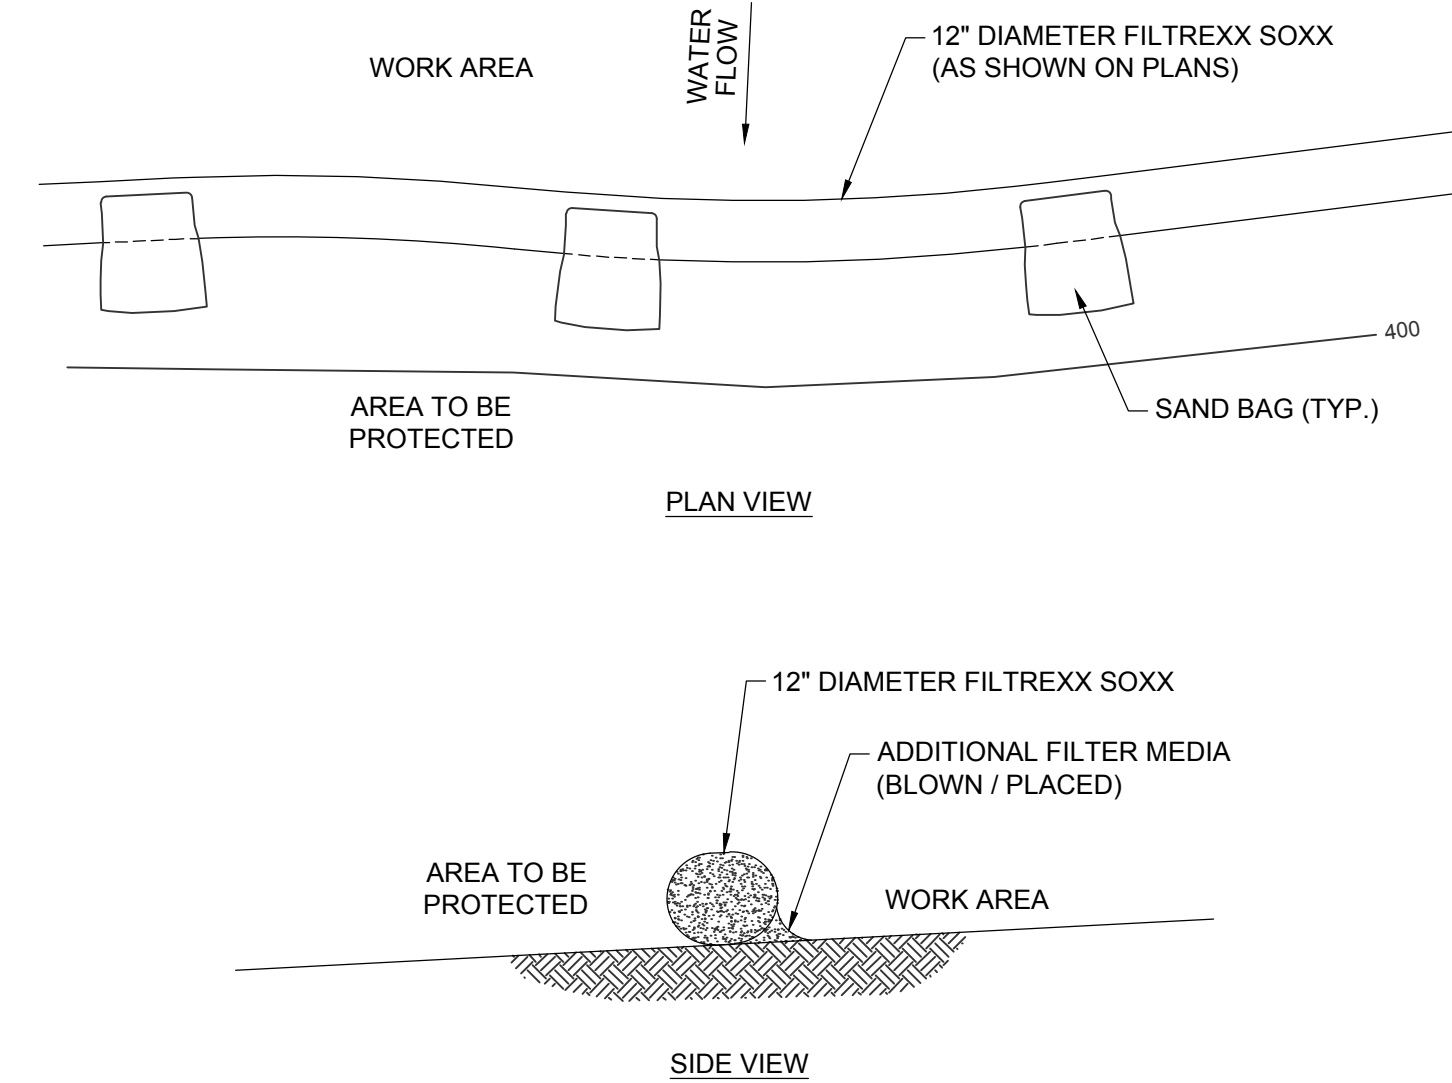 WORK AREA
WATER
FLOW
12" DIAMETER FILTREXX SOXX
(AS SHOWN ON PLANS)
400
AREA TO BE
PROTECTED
SAND BAG (TYP.)
PLAN VIEW
12" DIAMETER FILTREXX SOXX
ADDITIONAL FILTER MEDIA
(BLOWN / PLACED)
AREA TO BE
PROTECTED
WORK AREA
SIDE VIEW